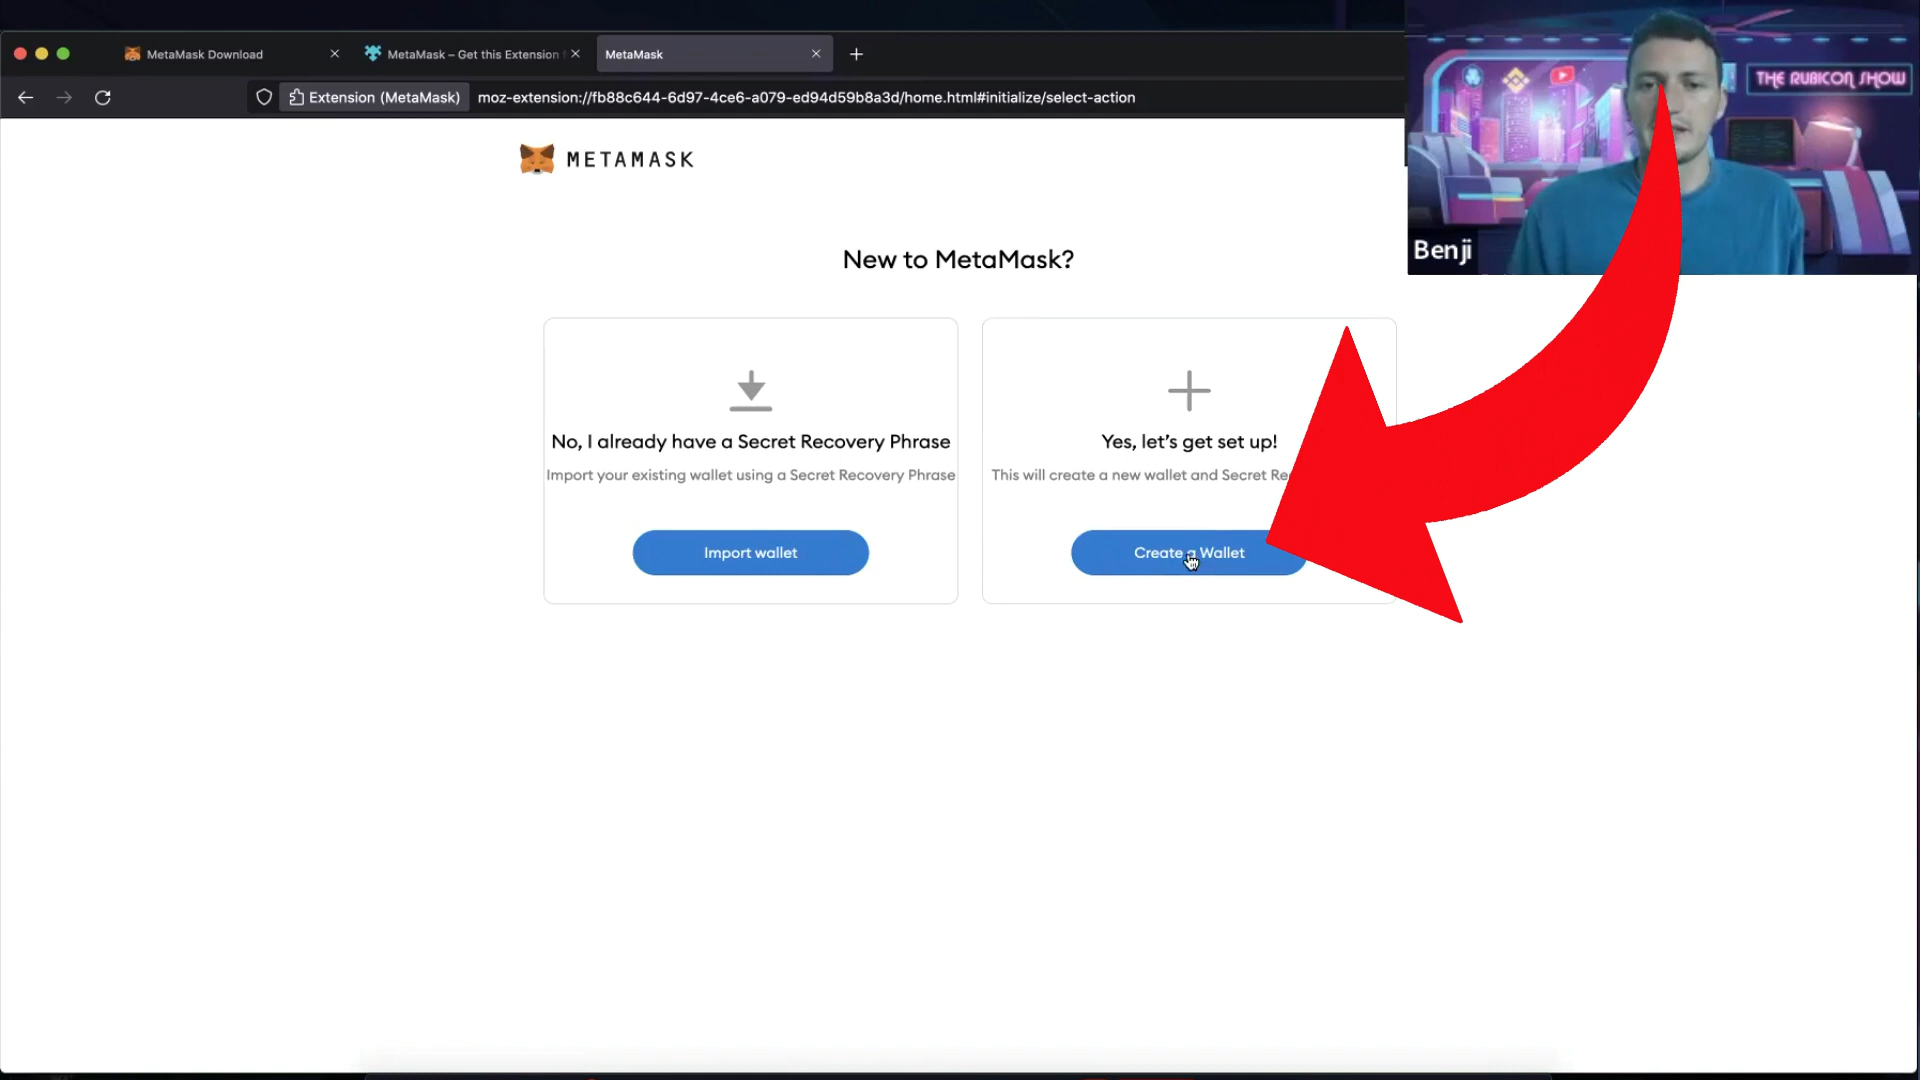 MetaMask Download
MetaMask – Get this Extension
MetaMask
Extension (MetaMask)
moz-extension://fb88c644-6d97-4ce6-a079-ed94d59b8a3d/home.html#initialize/select-action
THE RUBICON SHOW
METAMASK
Benji
New to MetaMask?
No, I already have a Secret Recovery Phrase
Import your existing wallet using a Secret Recovery Phrase
Import wallet
Yes, let's get set up!
This will create a new wallet and Secret
Create a Wallet